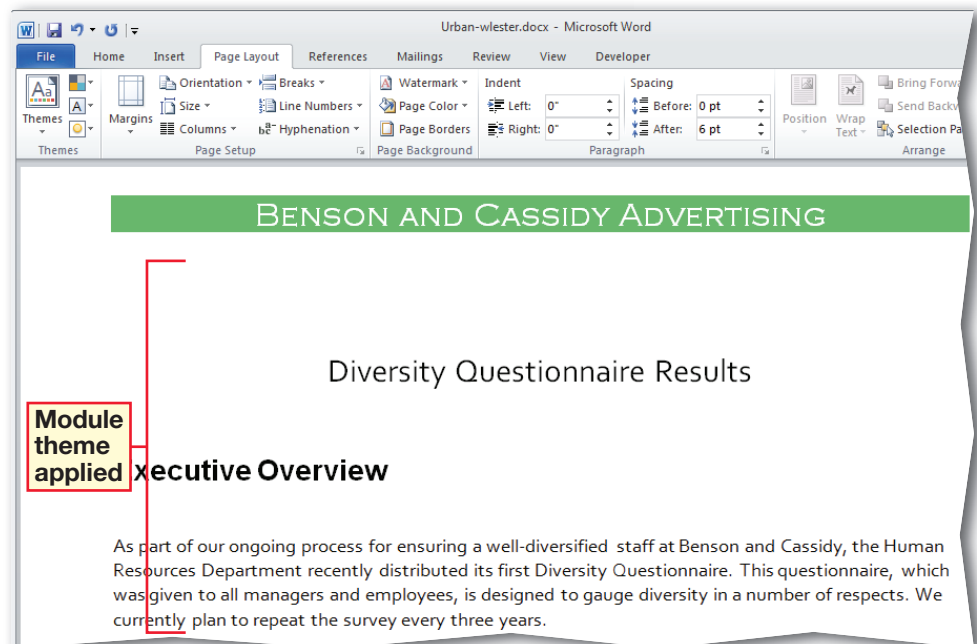 Urban-wlester.docx - Microsoft Word
File Home Insert Page Layout References Mailings Review View Developer
Themes
Margins
Orientation
Size
Columns
Breaks
Line Numbers
Hyphenation
Watermark
Page Color
Page Borders
Indent
Left: 0"
Right: 0"
Spacing
Before: 0 pt
After: 6 pt
Position
Wrap
Text
Bring
Send
Selection
Themes Page Setup Page Background Paragraph Arrange
BENSON AND CASSIDY ADVERTISING
Diversity Questionnaire Results
Module
theme
applied
Overview
As part of our ongoing process for ensuring a well-diversified staff at Benson and Cassidy, the Human
Resources Department recently distributed its first Diversity Questionnaire. This questionnaire, which
was given to all managers and employees, is designed to gauge diversity in a number of respects. We
currently plan to repeat the survey every three years.